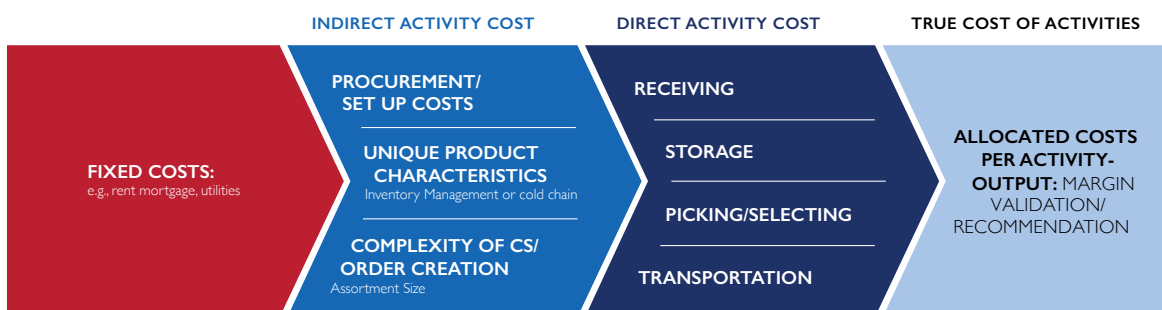 INDIRECT ACTIVITY COST
DIRECT ACTIVITY COST
TRUE COST OF ACTIVITIES
FIXED COSTS:
e.g., rent mortgage, utilities
PROCUREMENT/
SET UP COSTS
UNIQUE PRODUCT
CHARACTERISTICS
Inventory Management or cold chain
COMPLEXITY OF CS/
ORDER CREATION
Assortment Size
RECEIVING
STORAGE
PICKING/SELECTING
TRANSPORTATION
ALLOCATED COSTS
PER ACTIVITY-
OUTPUT: MARGIN
VALIDATION/
RECOMMENDATION